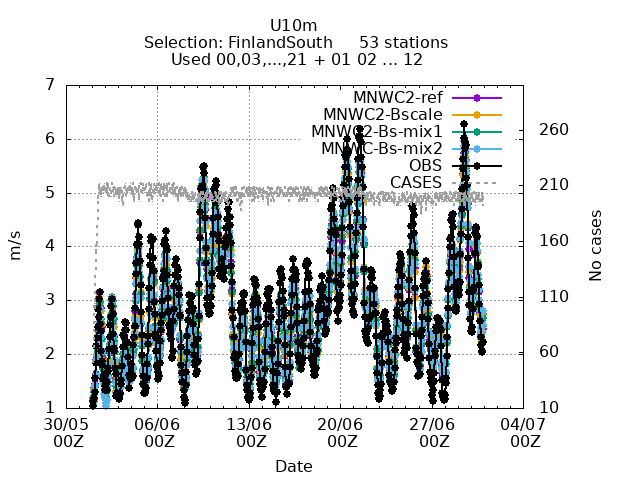 U10m
Selection: FinlandSouth 53 stations
Used 00,03,...,21 + 01 02 ... 12
MNWC2-ref
MNWC2-Bscale
MNWC2-Bs-mix1
MNWC-Bs-mix2
OBS
CASES
m/s
7
6
5
4
3
2
1
No cases
260
210
160
110
60
10
30/05 06/06 13/06 20/06 27/06 04/07
00Z 00Z 00Z 00Z 00Z 00Z
Date